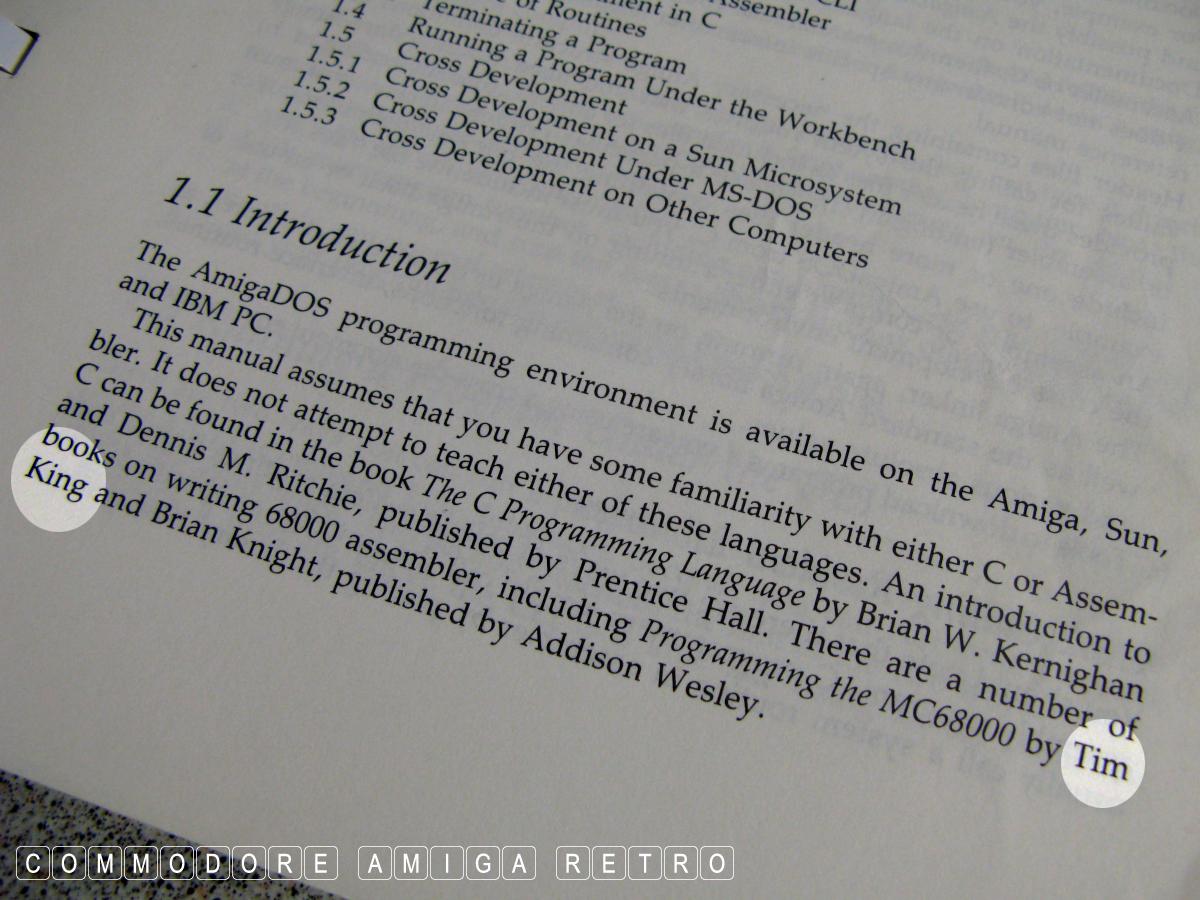 CLI
Assembler
ment in C
of Routines
1.4 Terminating a Program
1.5 Running a Program Under the Workbench
1.5.1 Cross Development
1.5.2 Cross Development on a Sun Microsystem
1.5.3 Cross Development Under MS-DOS
Cross Development on Other Computers
1.1 Introduction
The AmigaDOS programming environment is available on the Amiga, Sun,
and IBM PC.
This manual assumes that you have some familiarity with either C or Assem-
bler. It does not attempt to teach either of these languages. An introduction to
C can be found in the book The C Programming Language by Brian W. Kernighan
and Dennis M. Ritchie, published by Prentice Hall. There are a number of
books on writing 68000 assembler, including Programming the MC68000 by Tim
King and Brian Knight, published by Addison Wesley.
COMMODORE AMIGA RETRO